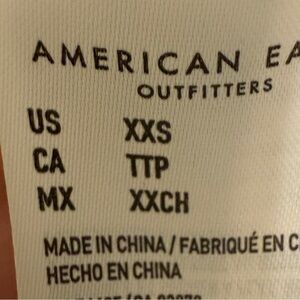 AMERICAN EA
OUTFITTERS
US XXS
CA TTP
MX XXCH
MADE IN CHINA / FABRIQUÉ EN C
HECHO EN CHINA